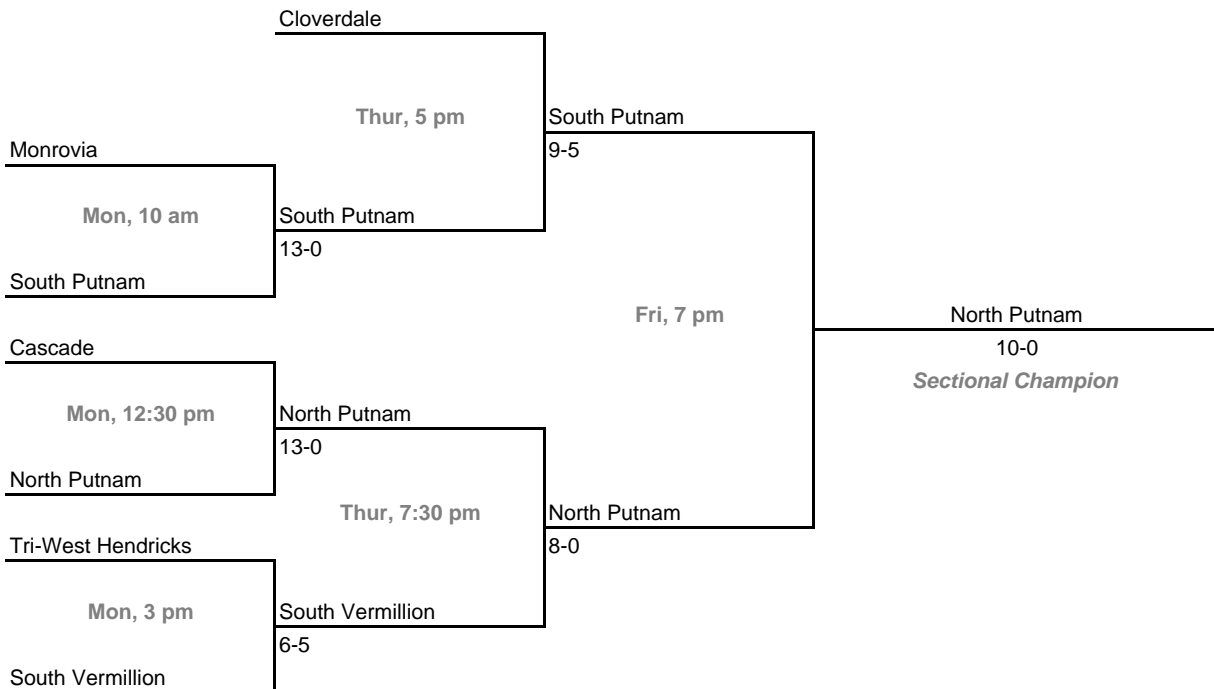 Cloverdale
Thur, 5 pm
South Putnam
9-5
Monrovia
Mon, 10 am
South Putnam
13-0
South Putnam
Fri, 7 pm
North Putnam
10-0
Sectional Champion
Cascade
Mon, 12:30 pm
North Putnam
13-0
North Putnam
Thur, 7:30 pm
North Putnam
8-0
Tri-West Hendricks
Mon, 3 pm
South Vermillion
6-5
South Vermillion